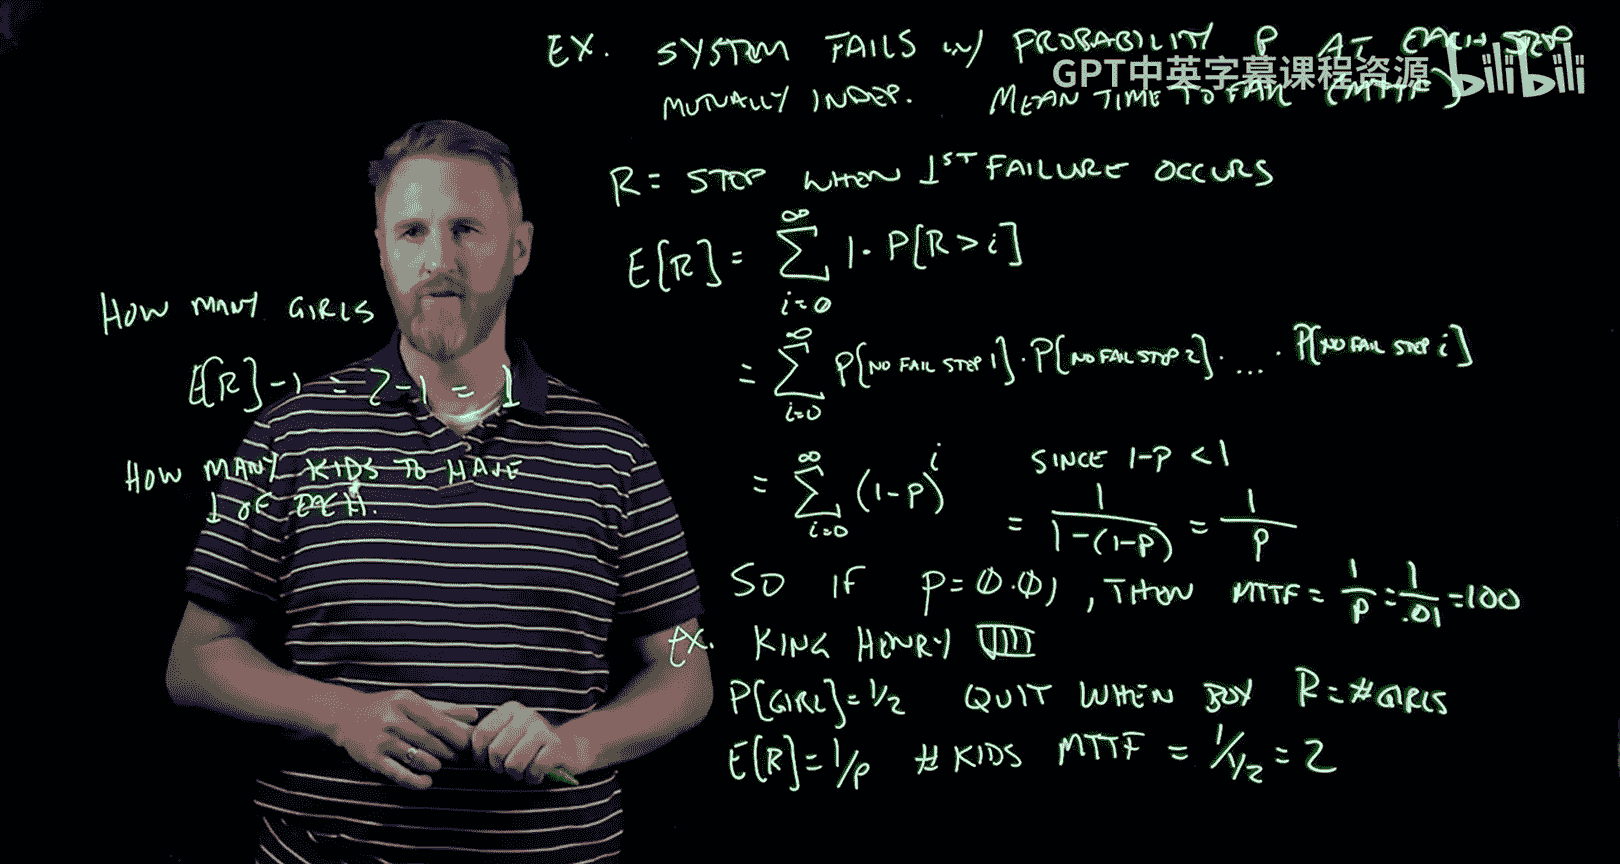 EX. SYSTEM FAILS w/ PROBABILITY P AT EACH STEP
GPT中英字幕课程资源 bilibili
MUTUALLY INDEP. MEAN TIME TO FAIL (MTTF)
R = STEP WHEN 1ST FAILURE OCCURS
E[R] = ∞ ∑ i=0 1· P[R > i]
= ∞ ∑ i=0 P[NO FAIL STEP 1] · P[NO FAIL STEP 2] · ... · P[NO FAIL STEP i]
= ∞ ∑ i=0 (1-P)^i SINCE 1-P < 1
= 1/(1-(1-P)) = 1/P
SO IF P = 0.01, THEN MTTF = 1/P = 1/.01 = 100
EX. KING HENRY VIII
P[GIRL] = 1/2 QUIT WHEN BOY R = #GIRLS
E[R] = 1/P # KIDS MTTF = 1/1/2 = 2
HOW MANY GIRLS
E[R] - 1 = 2 - 1 = 1
HOW MANY KIDS TO HAVE
1 OF EACH.